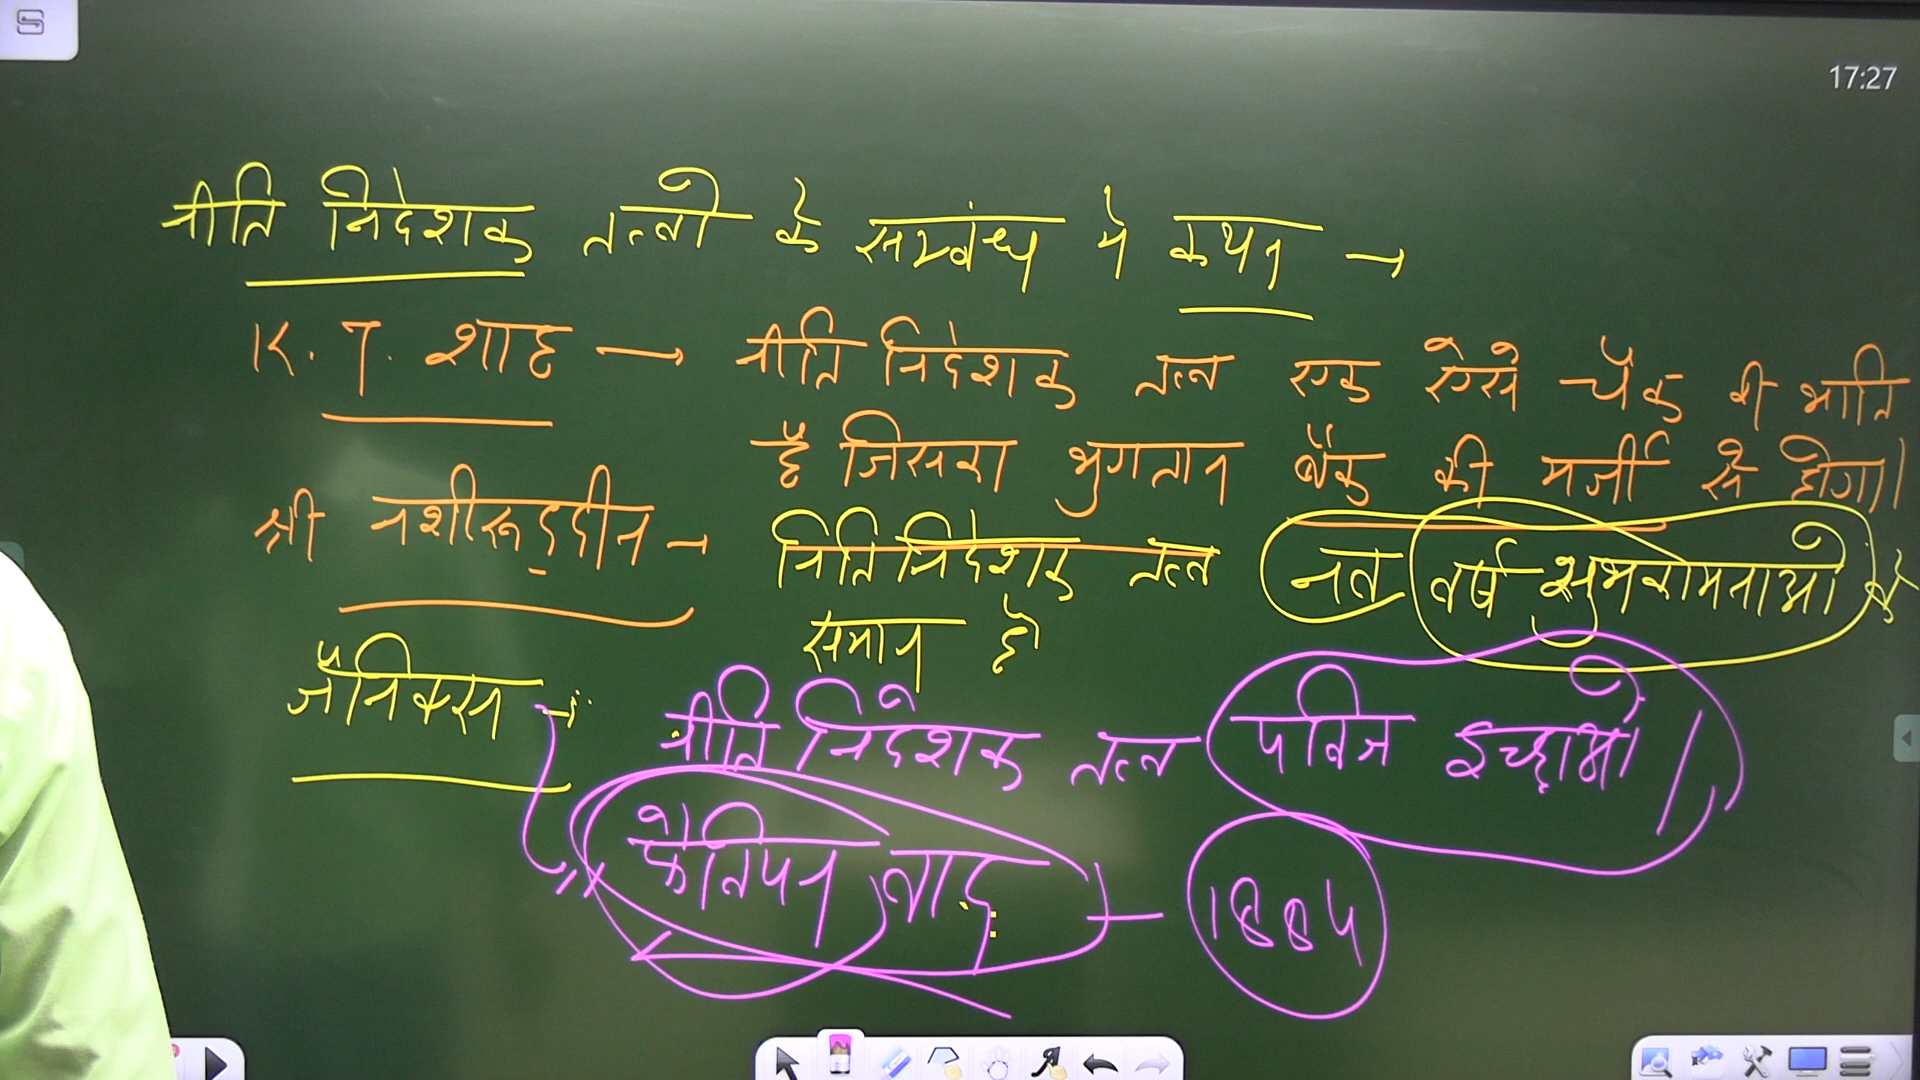 17:27
नीति निदेशक तत्वों के सम्बंध मे कथन →
K. T. शाह → नीति निदेशक तत्व एक ऐसे चैक की भाति
है जिसका भुगतान बैंक की मर्जी से होगा।
श्री नशीरूद्दीन → नितिनिदेशक तत्व नव वर्ष सुभकामनाओ के
समान है
जैनिंक्स → नीति निदेशक तत्व पवित्र इच्छाओ।
फेवियन वाद — 1884